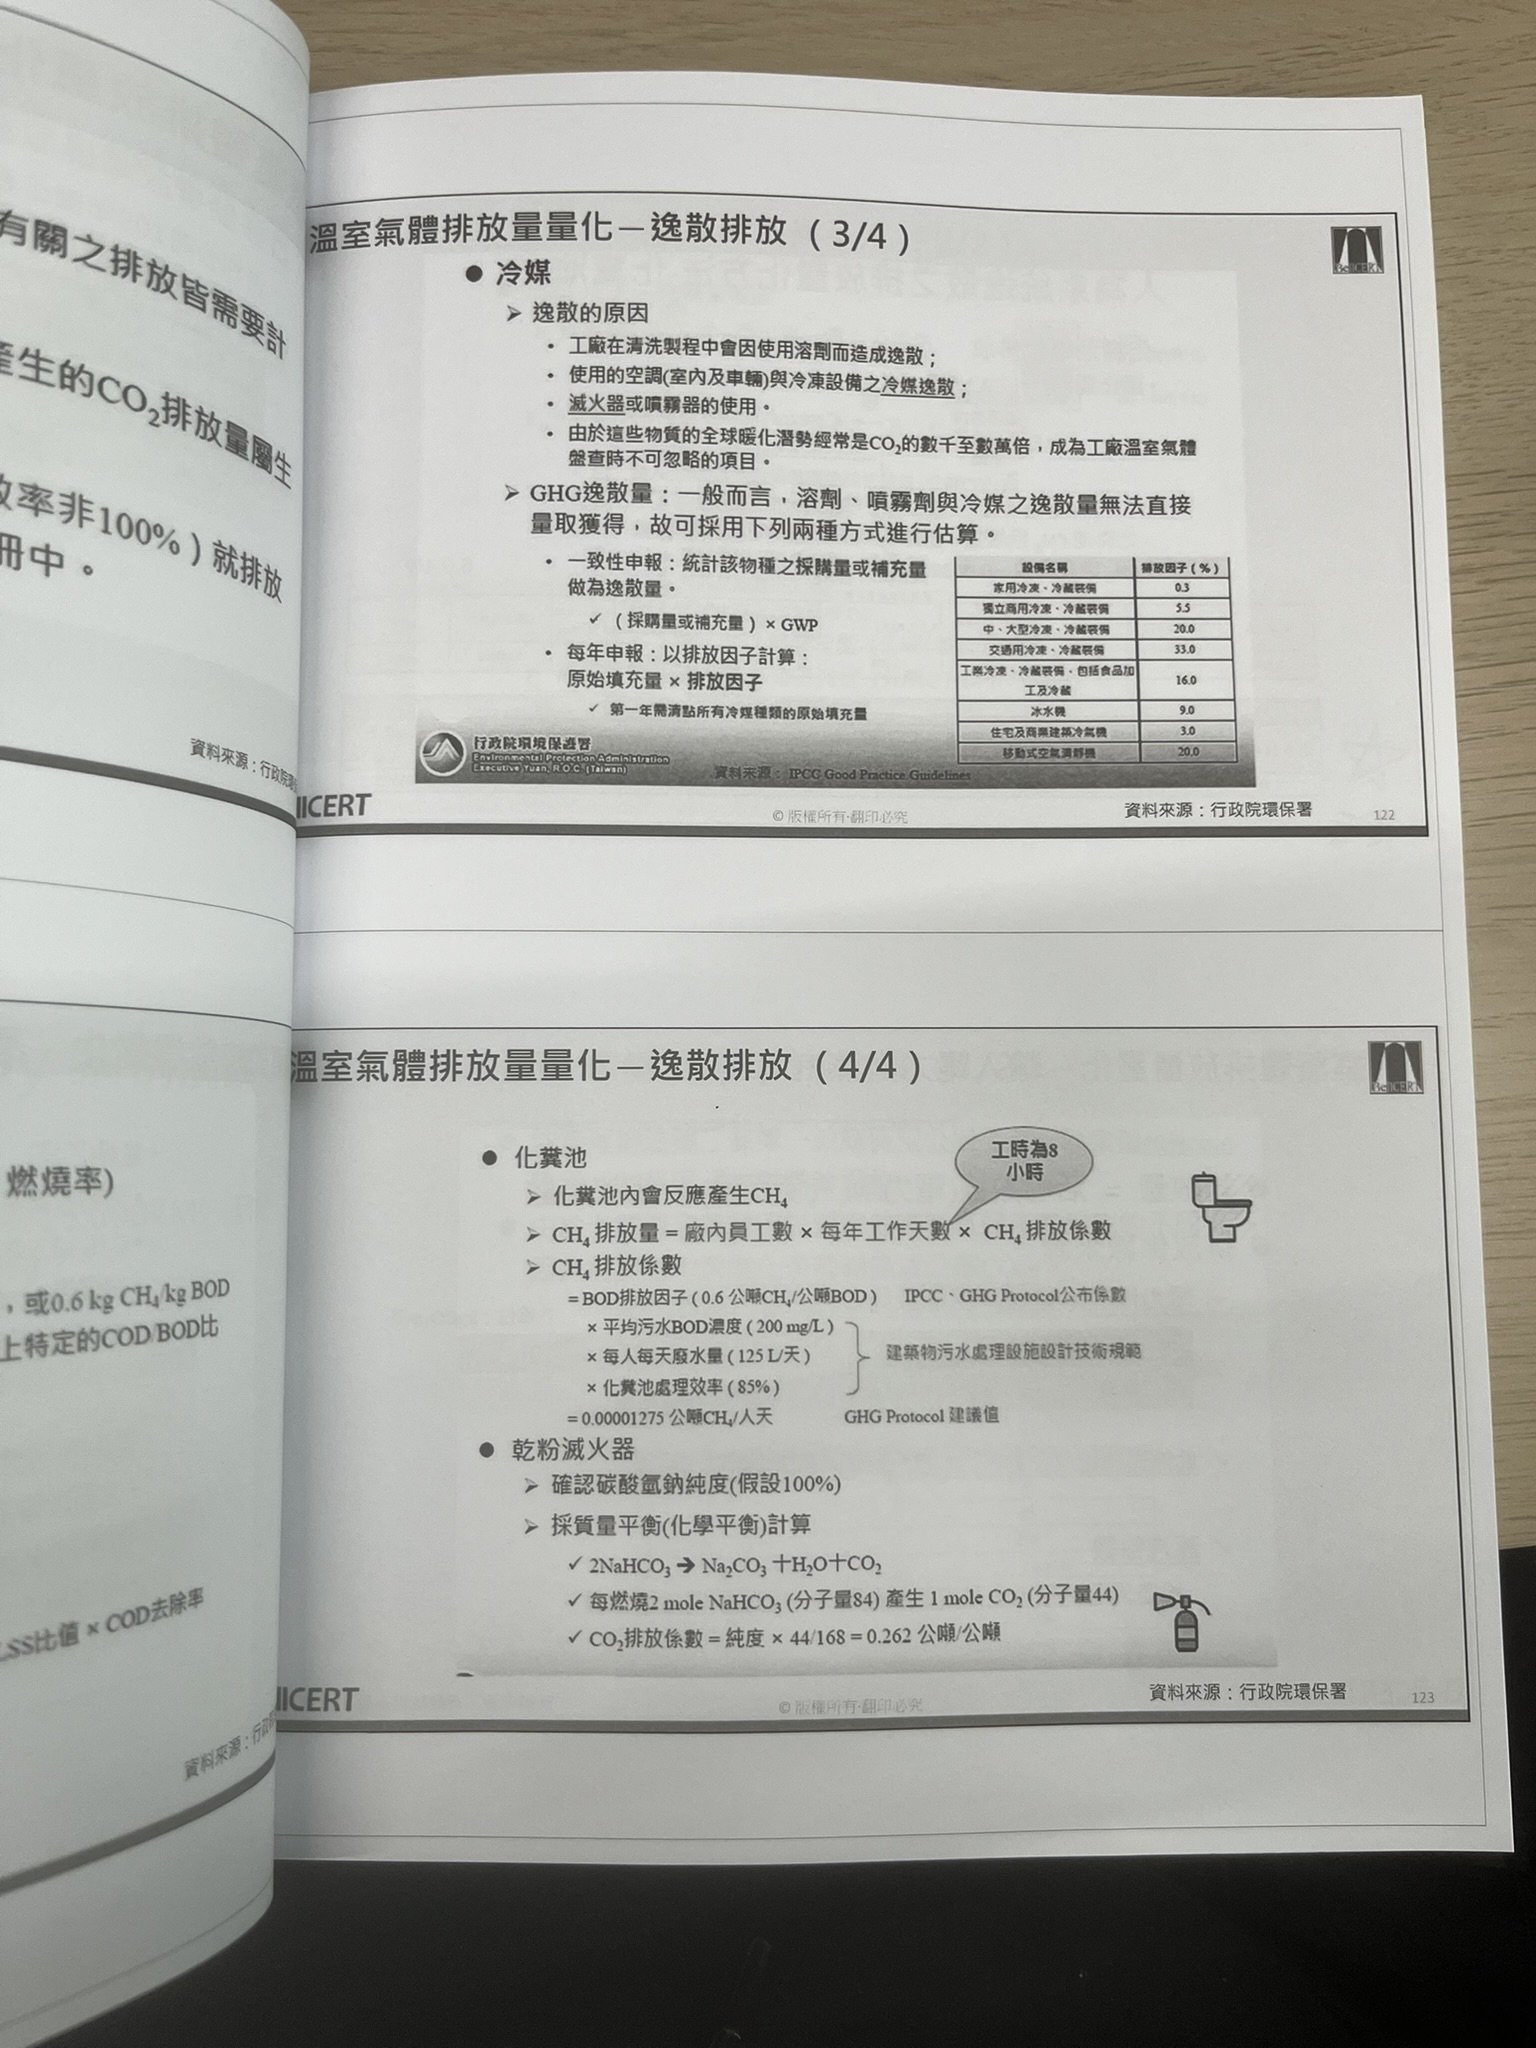 有關之排放皆需要計
產生的CO₂排放量屬生
效率非100%）就排放
冊中。
資料來源：行政院環
燃燒率)
，或0.6 kg CH₄/kg BOD
上特定的COD/BOD比
SS比值 × COD去除率
資料來源：行政
溫室氣體排放量量化－逸散排放（3/4）
BellCERT
● 冷媒
➢ 逸散的原因
• 工廠在清洗製程中會因使用溶劑而造成逸散；
• 使用的空調(室內及車輛)與冷凍設備之冷媒逸散；
• 滅火器或噴霧器的使用。
• 由於這些物質的全球暖化潛勢經常是CO₂的數千至數萬倍，成為工廠溫室氣體
盤查時不可忽略的項目。
➢ GHG逸散量：一般而言，溶劑、噴霧劑與冷媒之逸散量無法直接
量取獲得，故可採用下列兩種方式進行估算。
• 一致性申報：統計該物種之採購量或補充量
做為逸散量。
✓ （採購量或補充量）× GWP
• 每年申報：以排放因子計算：
原始填充量 × 排放因子
✓ 第一年需清點所有冷媒種類的原始填充量
設備名稱 排放因子（%）
家用冷凍、冷藏裝備 0.3
獨立商用冷凍、冷藏裝備 5.5
中、大型冷凍、冷藏裝備 20.0
交通用冷凍、冷藏裝備 33.0
工業冷凍、冷藏裝備，包括食品加
工及冷藏 16.0
冰水機 9.0
住宅及商業建築冷氣機 3.0
移動式空氣清靜機 20.0
行政院環境保護署
Environmental Protection Administration
Executive Yuan, R.O.C. (Taiwan)
資料來源： IPCC Good Practice Guidelines
NICERT
© 版權所有‧翻印必究
資料來源：行政院環保署
122
溫室氣體排放量量化－逸散排放（4/4）
BellCERT
● 化糞池
工時為8
小時
➢ 化糞池內會反應產生CH₄
➢ CH₄ 排放量 = 廠內員工數 × 每年工作天數 × CH₄ 排放係數
➢ CH₄ 排放係數
= BOD排放因子 ( 0.6 公噸CH₄/公噸BOD ) IPCC、GHG Protocol公布係數
× 平均污水BOD濃度 ( 200 mg/L )
× 每人每天廢水量 ( 125 L/天 ) 建築物污水處理設施設計技術規範
× 化糞池處理效率 ( 85% )
= 0.00001275 公噸CH₄/人天 GHG Protocol 建議值
● 乾粉滅火器
➢ 確認碳酸氫鈉純度(假設100%)
➢ 採質量平衡(化學平衡)計算
✓ 2NaHCO₃ → Na₂CO₃ ＋H₂O＋CO₂
✓ 每燃燒2 mole NaHCO₃ (分子量84) 產生 1 mole CO₂ (分子量44)
✓ CO₂排放係數 = 純度 × 44/168 = 0.262 公噸/公噸
NICERT
© 版權所有‧翻印必究
資料來源：行政院環保署
123